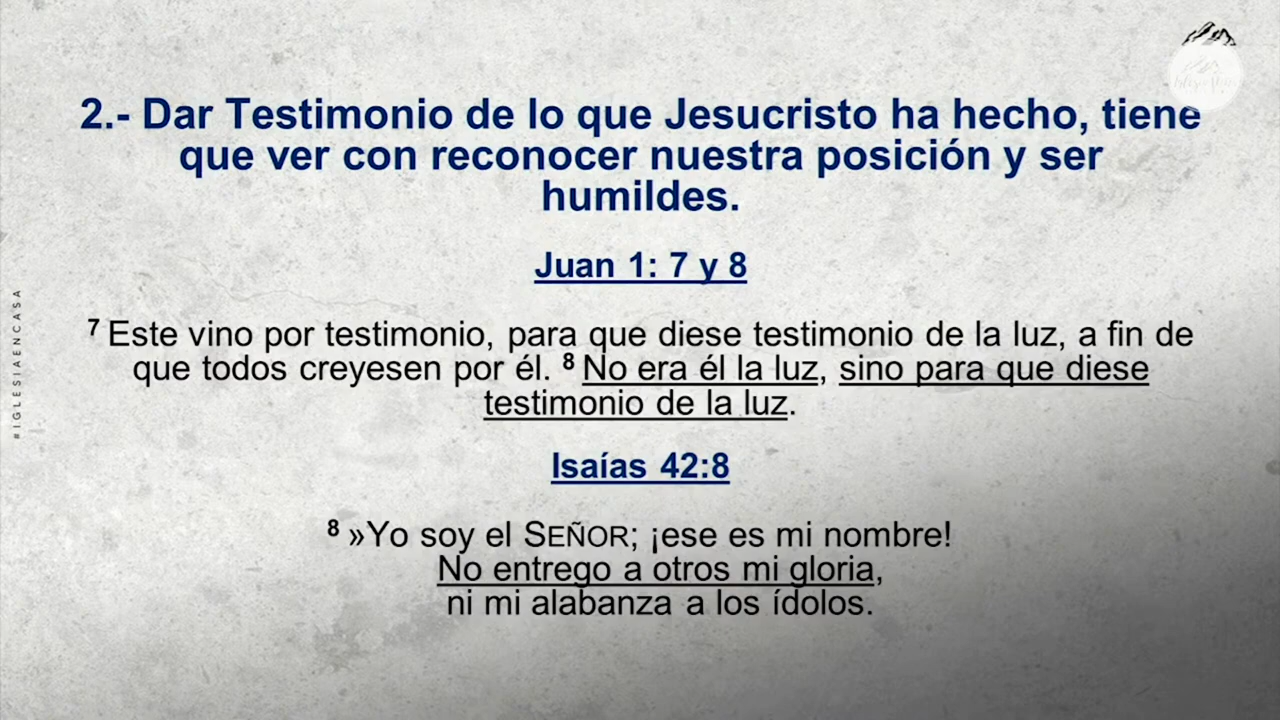 2.- Dar Testimonio de lo que Jesucristo ha hecho, tiene
que ver con reconocer nuestra posición y ser
humildes.
Juan 1: 7 y 8
7 Este vino por testimonio, para que diese testimonio de la luz, a fin de
que todos creyesen por él. 8 No era él la luz, sino para que diese
testimonio de la luz.
Isaías 42:8
8 »Yo soy el SEÑOR; ¡ese es mi nombre!
No entrego a otros mi gloria,
ni mi alabanza a los ídolos.
#IGLESIAENCASA